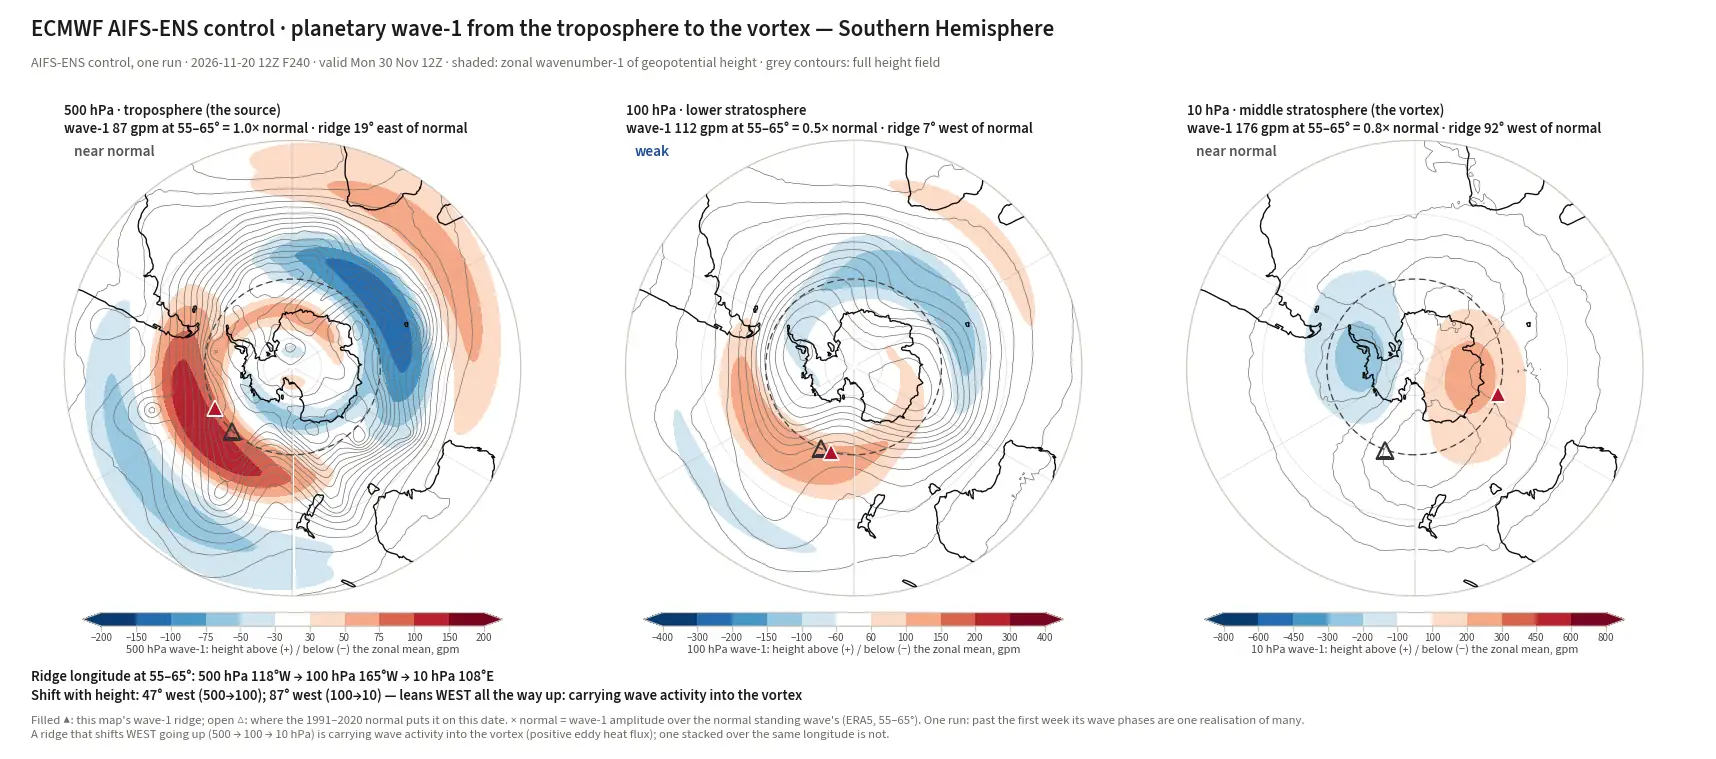 ECMWF AIFS-ENS control · planetary wave-1 from the troposphere to the vortex — Southern Hemisphere
AIFS-ENS control, one run · 2026-11-20 12Z F240 · valid Mon 30 Nov 12Z · shaded: zonal wavenumber-1 of geopotential height · grey contours: full height field
500 hPa · troposphere (the source)
wave-1 87 gpm at 55–65° = 1.0× normal · ridge 19° east of normal
near normal
100 hPa · lower stratosphere
wave-1 112 gpm at 55–65° = 0.5× normal · ridge 7° west of normal
weak
10 hPa · middle stratosphere (the vortex)
wave-1 176 gpm at 55–65° = 0.8× normal · ridge 92° west of normal
near normal
−200 −150 −100 −75 −50 −30 30 50 75 100 150 200
500 hPa wave-1: height above (+) / below (−) the zonal mean, gpm
−400 −300 −200 −150 −100 −60 60 100 150 200 300 400
100 hPa wave-1: height above (+) / below (−) the zonal mean, gpm
−800 −600 −450 −300 −200 −100 100 200 300 450 600 800
10 hPa wave-1: height above (+) / below (−) the zonal mean, gpm
Ridge longitude at 55–65°: 500 hPa 118°W → 100 hPa 165°W → 10 hPa 108°E
Shift with height: 47° west (500→100); 87° west (100→10) — leans WEST all the way up: carrying wave activity into the vortex
Filled ▲: this map's wave-1 ridge; open △: where the 1991–2020 normal puts it on this date. × normal = wave-1 amplitude over the normal standing wave's (ERA5, 55–65°). One run: past the first week its wave phases are one realisation of many.
A ridge that shifts WEST going up (500 → 100 → 10 hPa) is carrying wave activity into the vortex (positive eddy heat flux); one stacked over the same longitude is not.